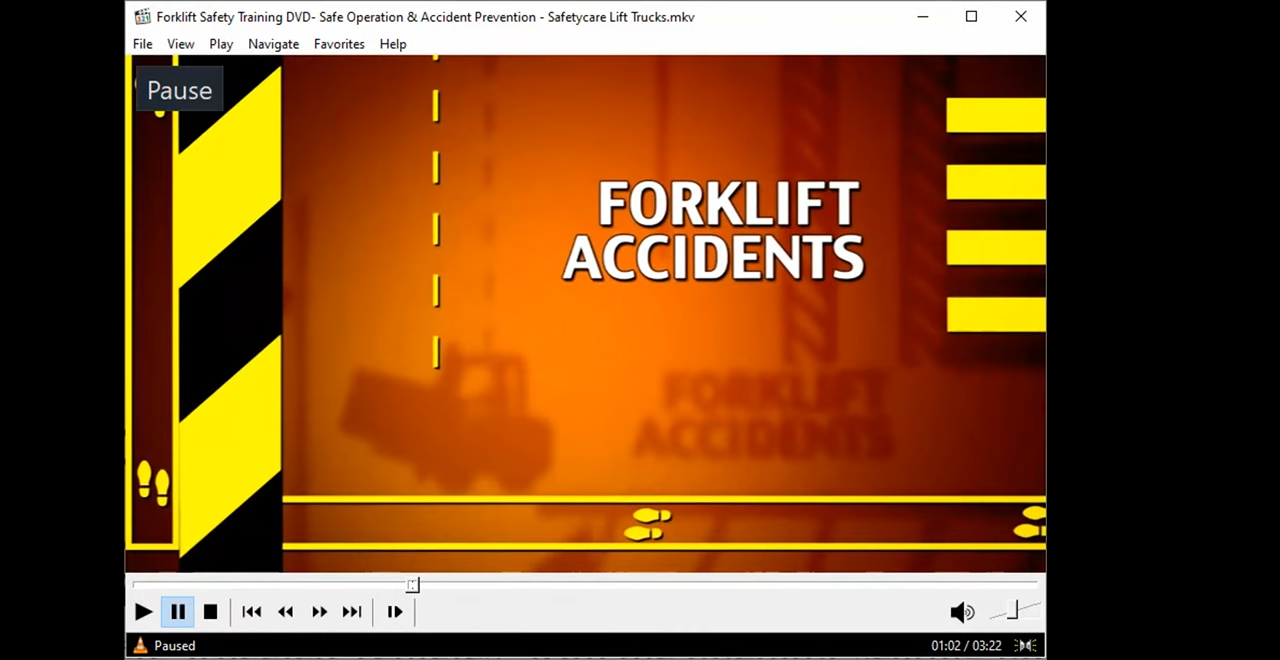 Forklift Safety Training DVD- Safe Operation & Accident Prevention - Safetycare Lift Trucks.mkv
File View Play Navigate Favorites Help
Pause
FORKLIFT
ACCIDENTS
FORKLIFT
ACCIDENTS
Paused 01:02 / 03:22